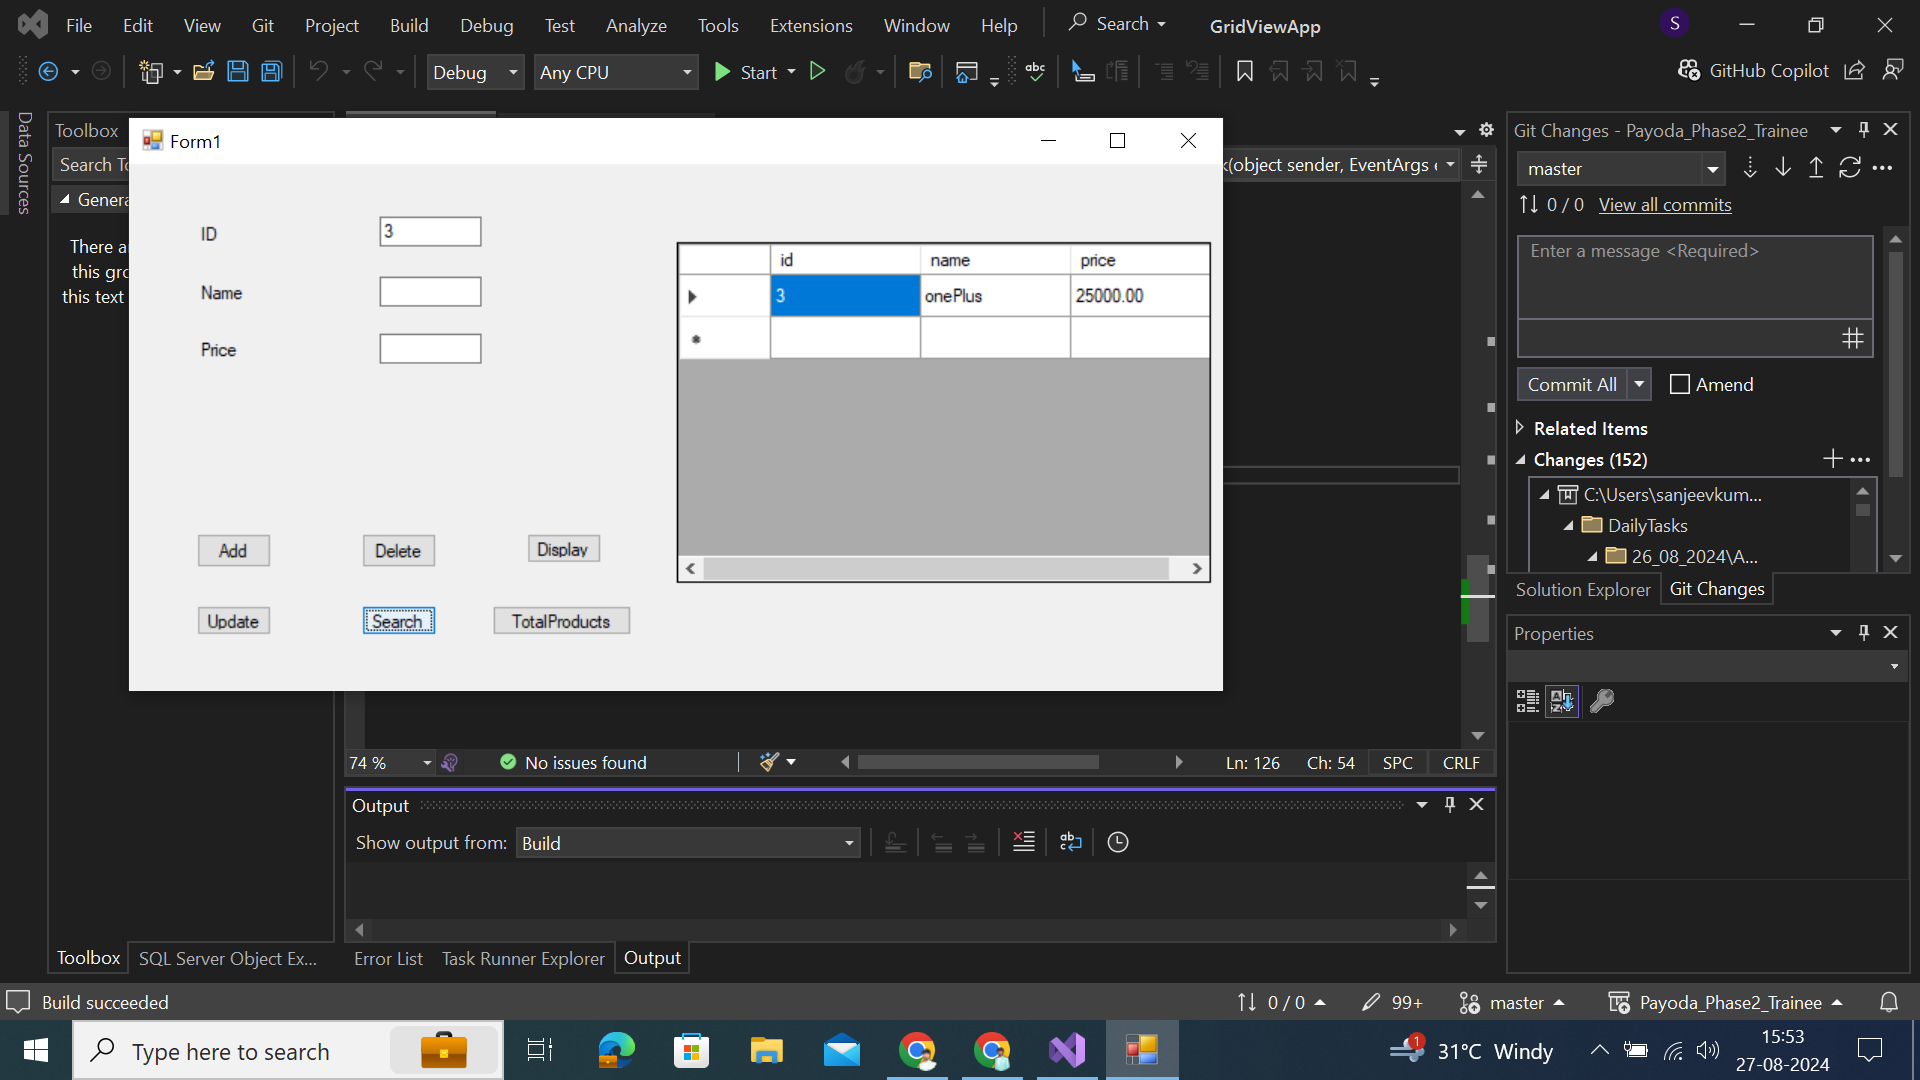 File Edit View Git Project Build Debug Test Analyze Tools Extensions Window Help Search GridViewApp S
Debug Any CPU Start abc GitHub Copilot
Data Sources
Toolbox
Search To
Genera
There a
this gro
this text
Form1
ID 3
Name
Price
id name price
3 onePlus 25000.00
Add Delete Display
Update Search TotalProducts
k(object sender, EventArgs e
Git Changes - Payoda_Phase2_Trainee
master
0 / 0 View all commits
Enter a message <Required>
Commit All Amend
Related Items
Changes (152)
C:\Users\sanjeevkum...
DailyTasks
26_08_2024\A...
Solution Explorer Git Changes
Properties
74 % No issues found Ln: 126 Ch: 54 SPC CRLF
Output
Show output from: Build
Toolbox SQL Server Object Ex... Error List Task Runner Explorer Output
Build succeeded 0 / 0 99+ master Payoda_Phase2_Trainee
Type here to search 1 31°C Windy 15:53
27-08-2024